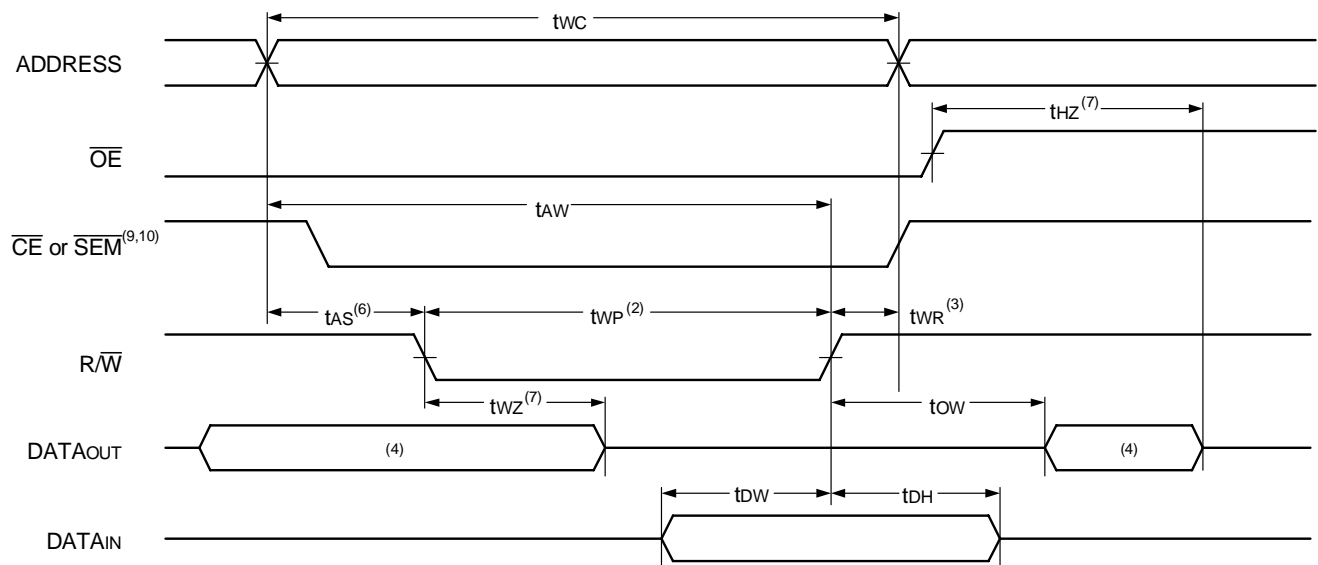 tWC
ADDRESS
tHZ(7)
OE
tAW
CE or SEM(9,10)
tAS(6) tWP(2) tWR(3)
R/W
tWZ(7) tOW
DATAOUT (4) (4)
tDW tDH
DATAIN